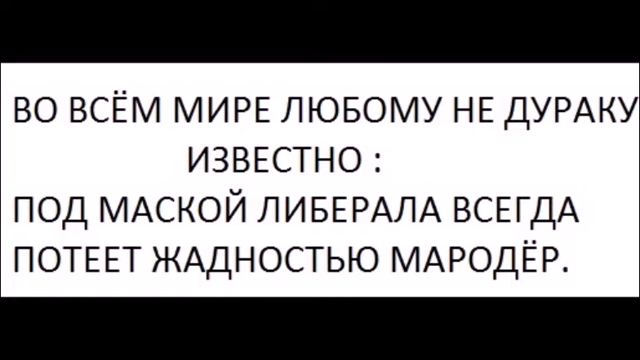 ВО ВСЁМ МИРЕ ЛЮБОМУ НЕ ДУРАКУ
ИЗВЕСТНО :
ПОД МАСКОЙ ЛИБЕРАЛА ВСЕГДА
ПОТЕЕТ ЖАДНОСТЬЮ МАРОДЁР.